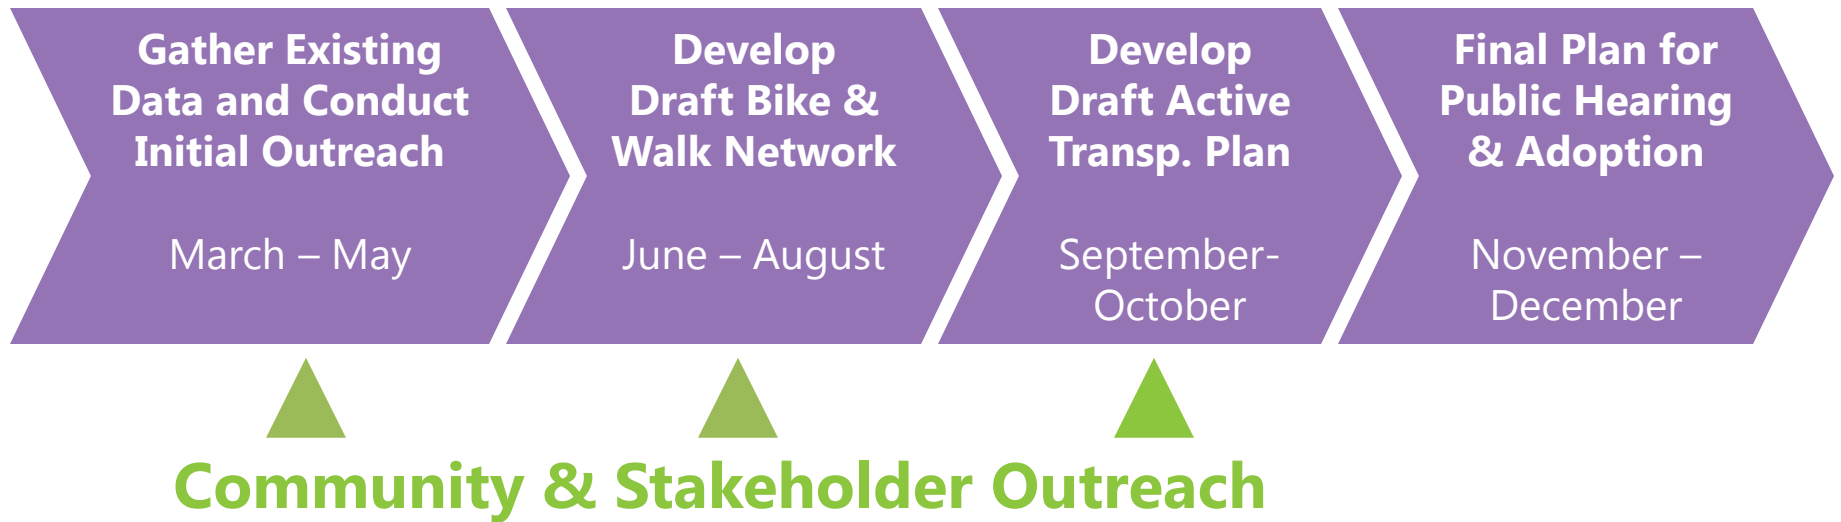 Gather Existing
Data and Conduct
Initial Outreach
March – May
Develop
Draft Bike &
Walk Network
June – August
Develop
Draft Active
Transp. Plan
September-
October
Final Plan for
Public Hearing
& Adoption
November –
December
Community & Stakeholder Outreach